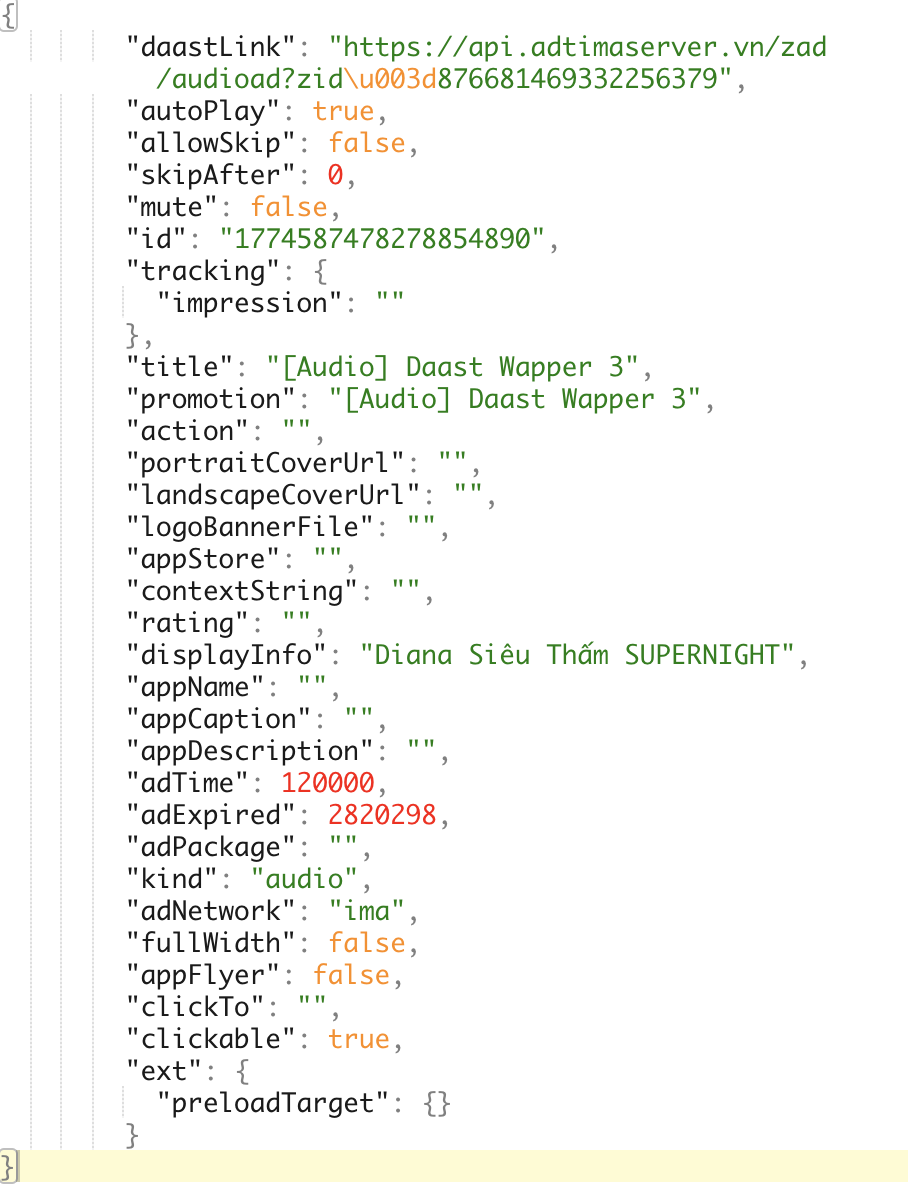 {
"daastLink": "https://api.adtimaserver.vn/zad
/audioad?zid\u003d876681469332256379",
"autoPlay": true,
"allowSkip": false,
"skipAfter": 0,
"mute": false,
"id": "1774587478278854890",
"tracking": {
"impression": ""
},
"title": "[Audio] Daast Wapper 3",
"promotion": "[Audio] Daast Wapper 3",
"action": "",
"portraitCoverUrl": "",
"landscapeCoverUrl": "",
"logoBannerFile": "",
"appStore": "",
"contextString": "",
"rating": "",
"displayInfo": "Diana Siêu Thấm SUPERNIGHT",
"appName": "",
"appCaption": "",
"appDescription": "",
"adTime": 120000,
"adExpired": 2820298,
"adPackage": "",
"kind": "audio",
"adNetwork": "ima",
"fullWidth": false,
"appFlyer": false,
"clickTo": "",
"clickable": true,
"ext": {
"preloadTarget": {}
}
}